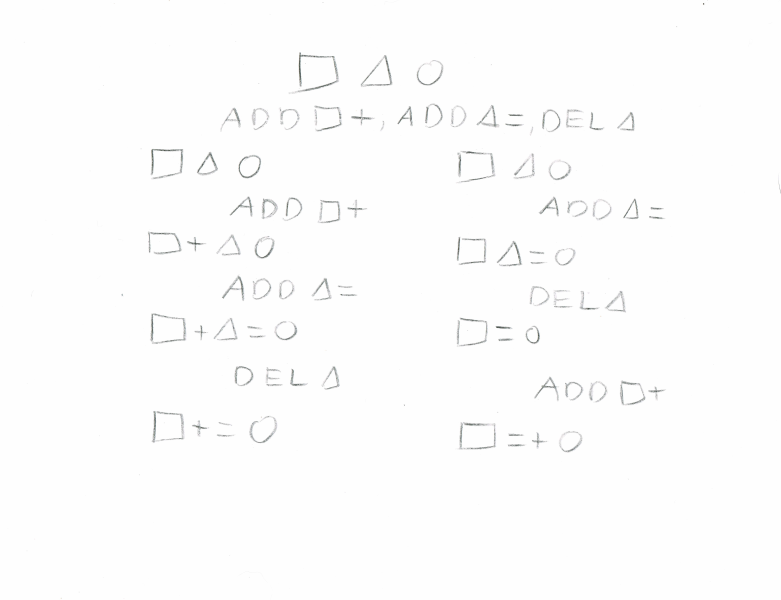 □ △ ○
ADD □+, ADD △=, DEL △
□ △ ○
ADD □+
□+ △ ○
ADD △=
□+△=○
DEL △
□+=○
□ △ ○
ADD △=
□ △=○
DEL △
□=○
ADD □+
□=+○